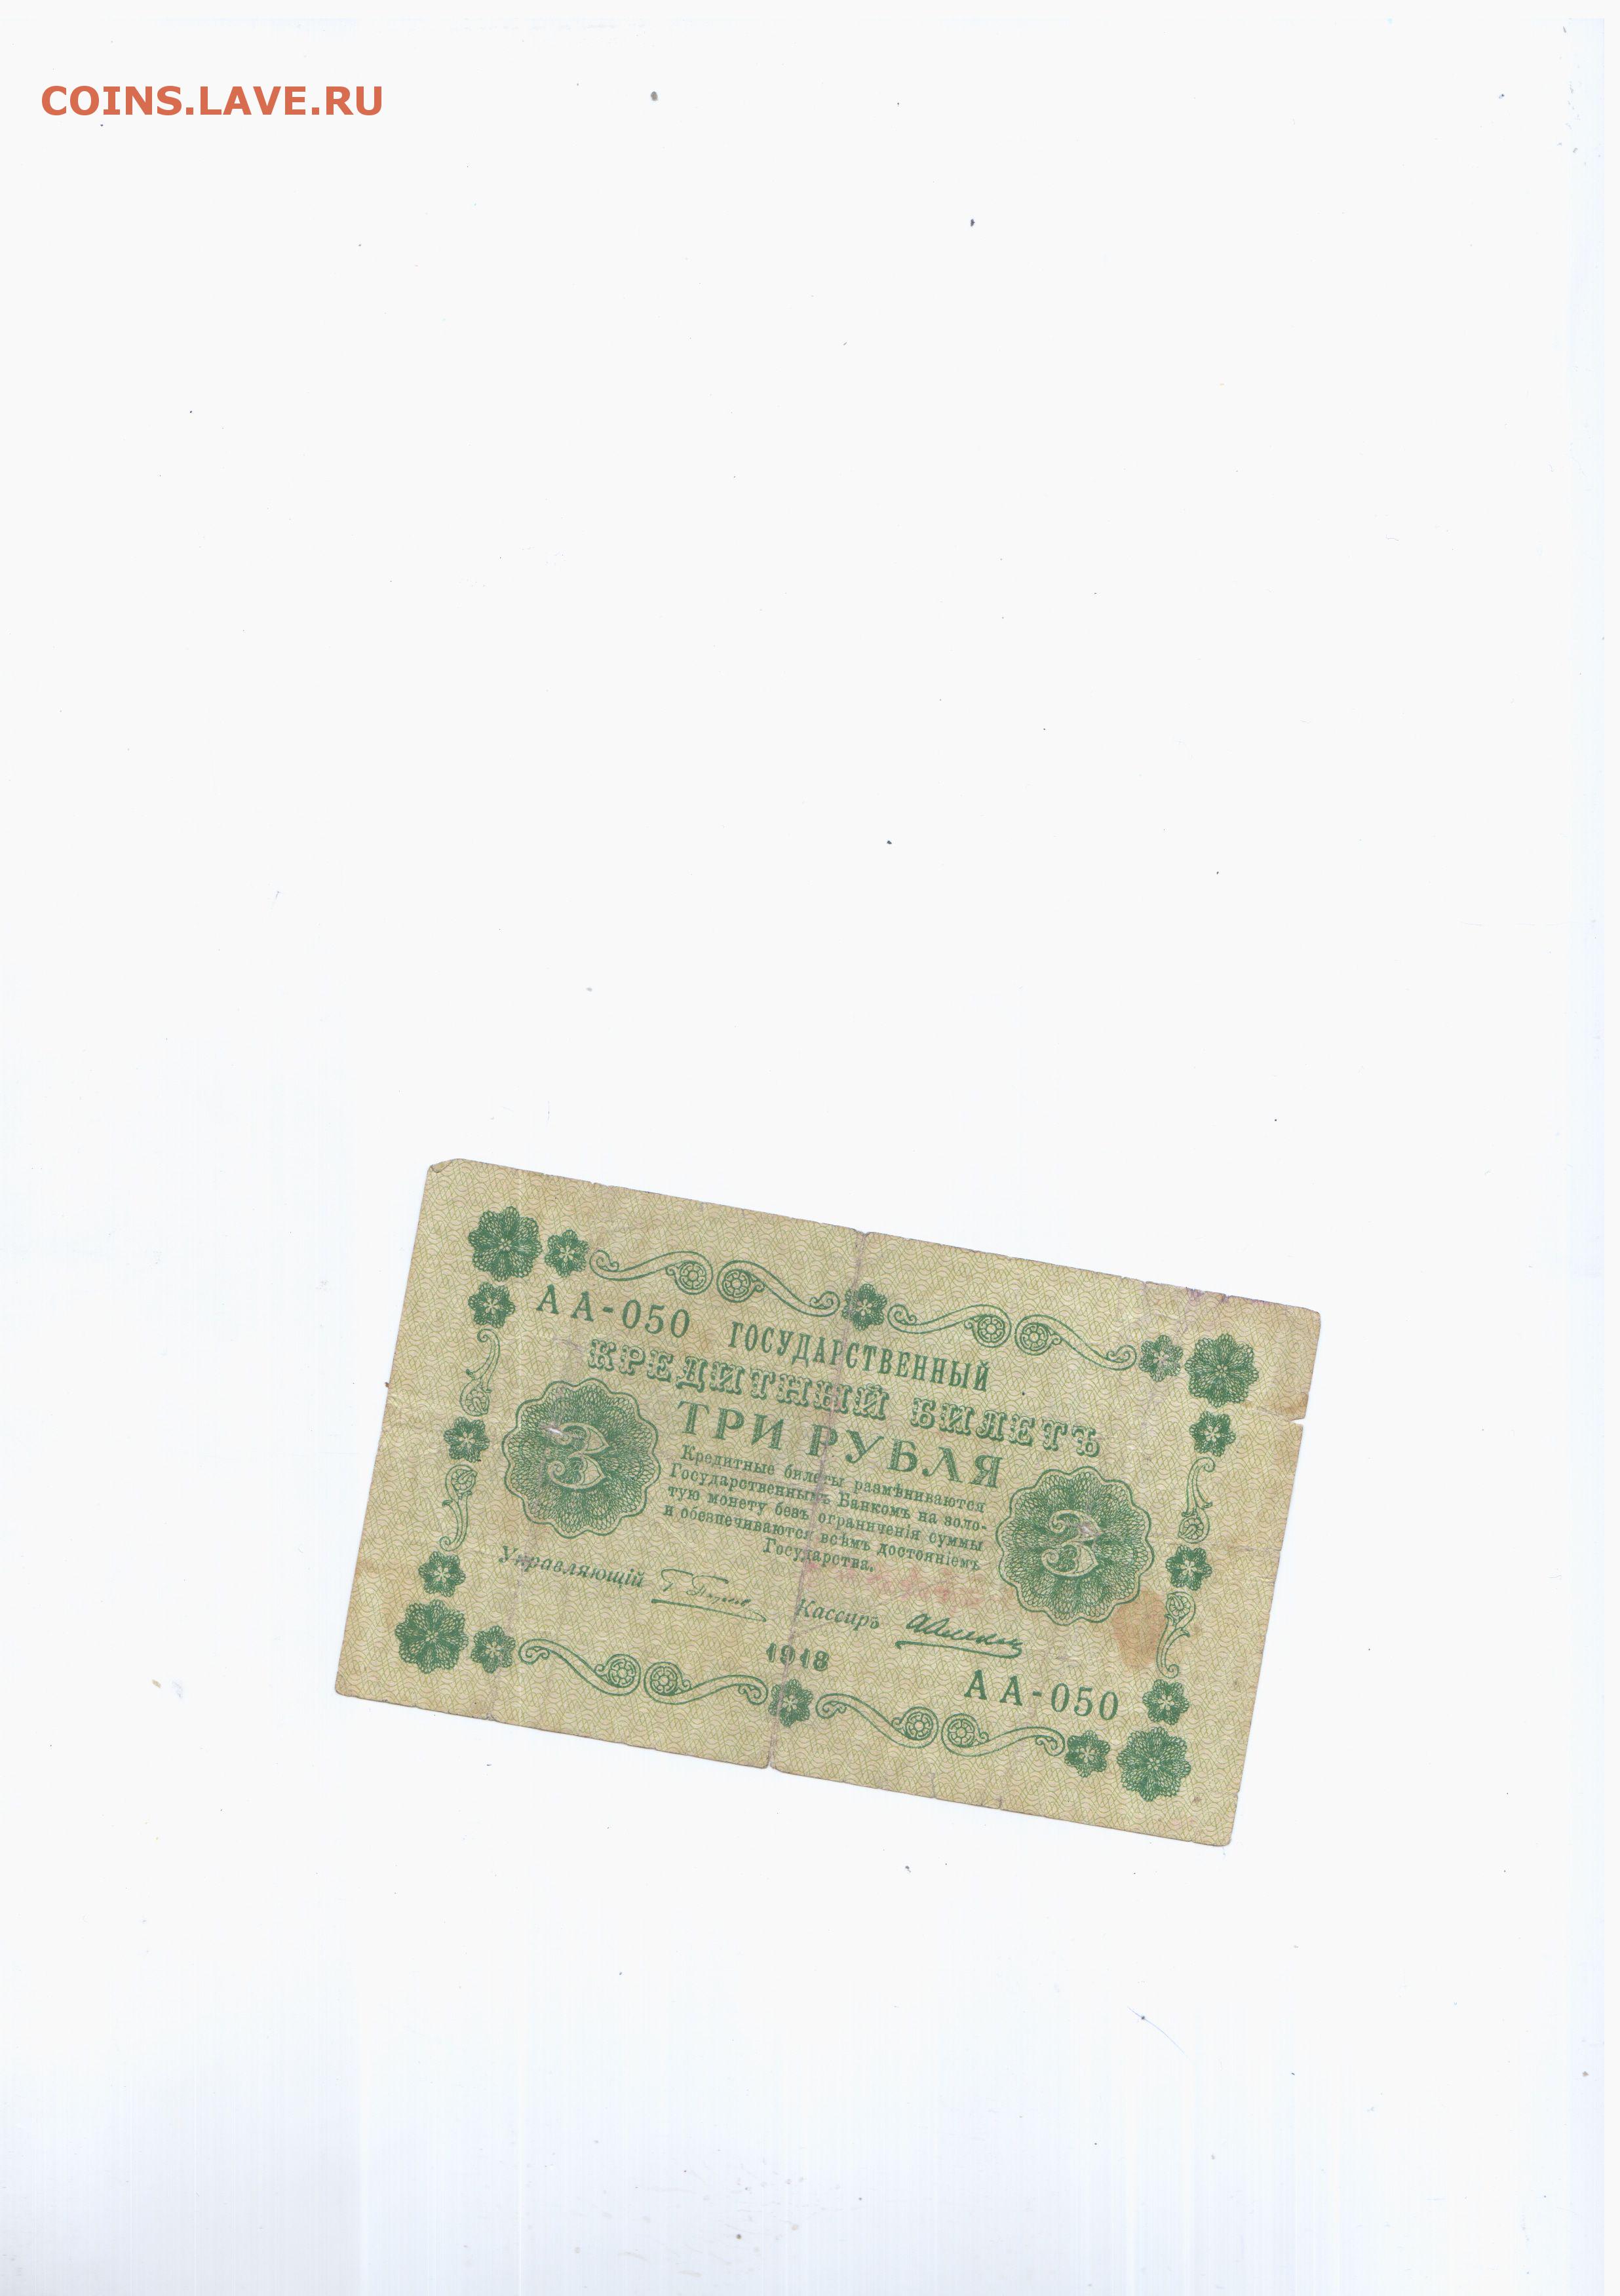 COINS.LAVE.RU
АА-050
ГОСУДАРСТВЕННЫЙ
КРЕДИТНЫЙ БИЛЕТЪ
3
ТРИ РУБЛЯ
Кредитные билеты размѣниваются
Государственнымъ Банкомъ на золо-
тую монету безъ ограниченія суммы
и обезпечиваются всѣмъ достояніемъ
Государства.
3
Управляющій
Кассиръ
1918
АА-050